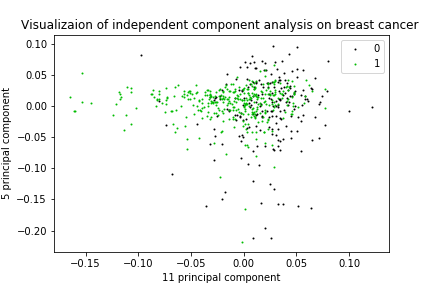 Visualizaion of independent component analysis on breast cancer
0.10
0.05
0.00
−0.05
−0.10
−0.15
−0.20
5 principal component
0
1
−0.15 −0.10 −0.05 0.00 0.05 0.10
11 principal component